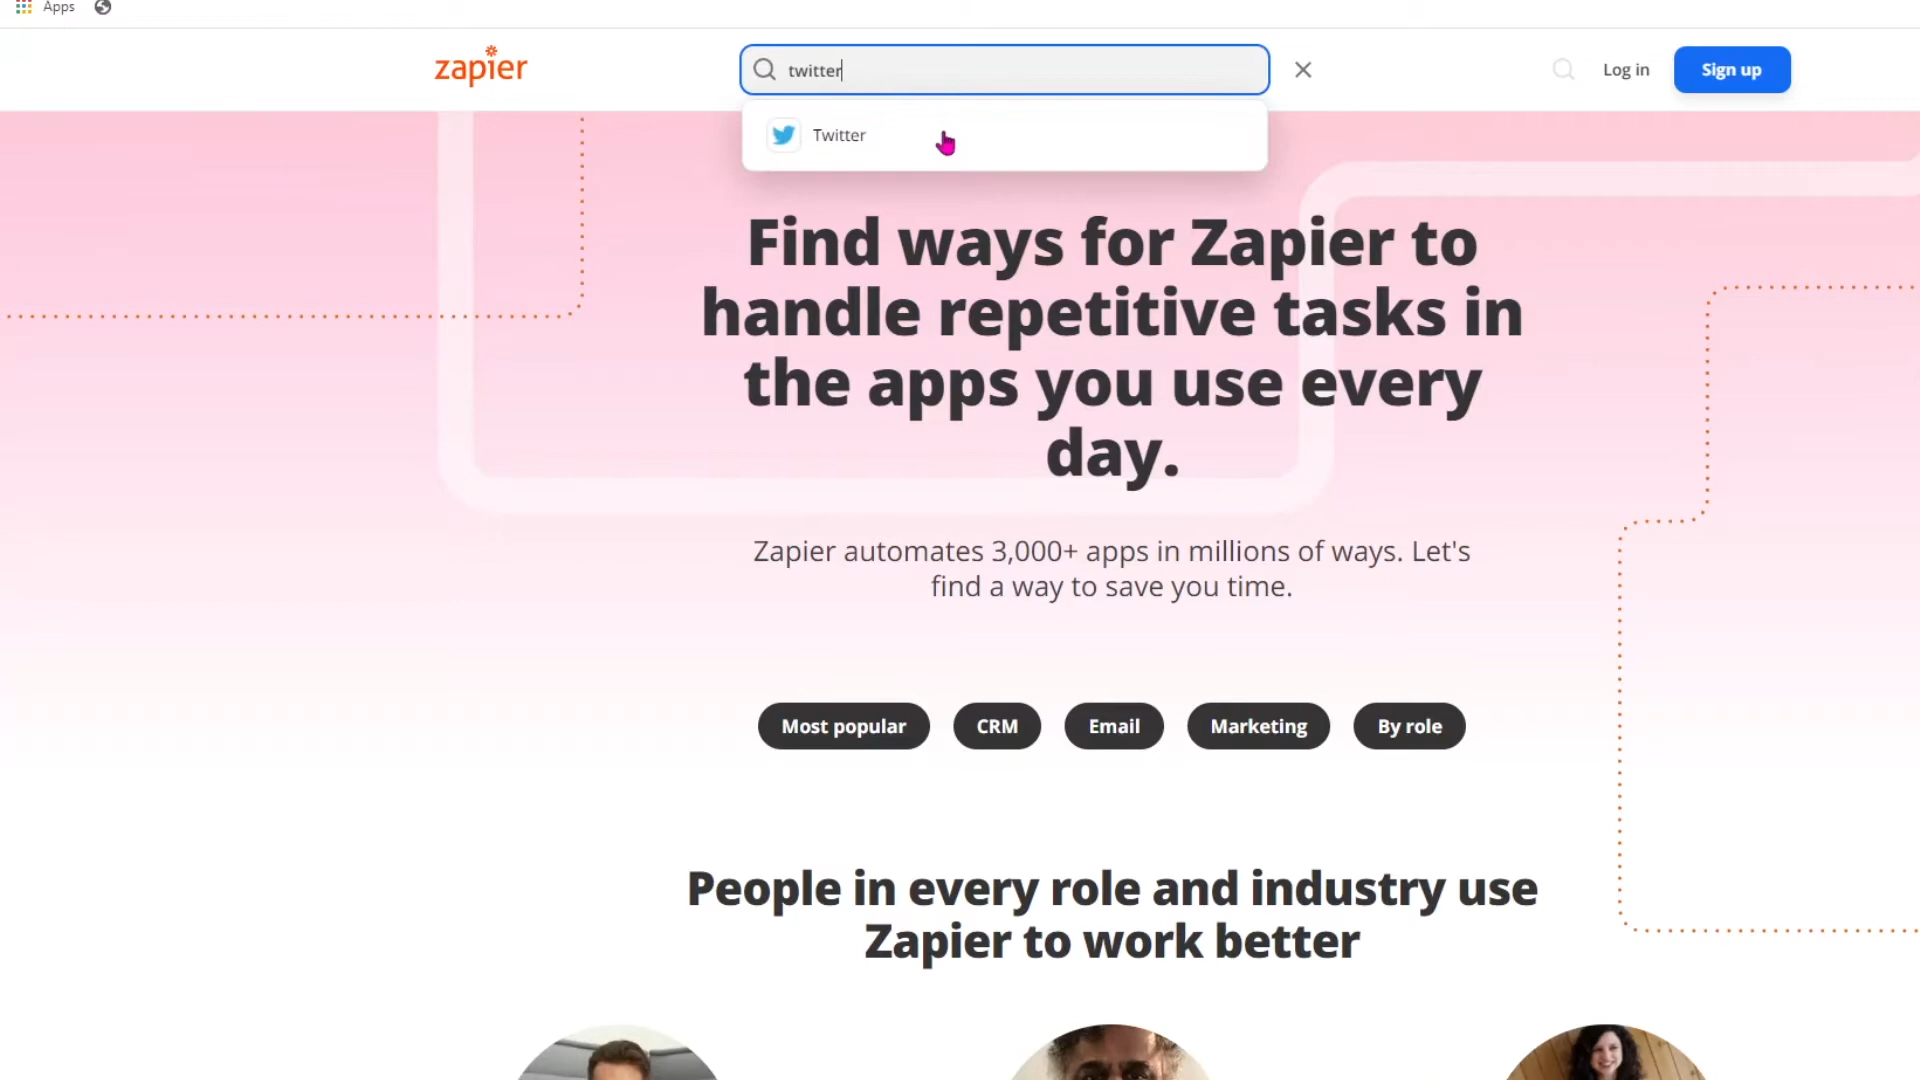 Apps
zapier
twitter
Log in
Sign up
Twitter
Find ways for Zapier to
handle repetitive tasks in
the apps you use every
day.
Zapier automates 3,000+ apps in millions of ways. Let's
find a way to save you time.
Most popular
CRM
Email
Marketing
By role
People in every role and industry use
Zapier to work better